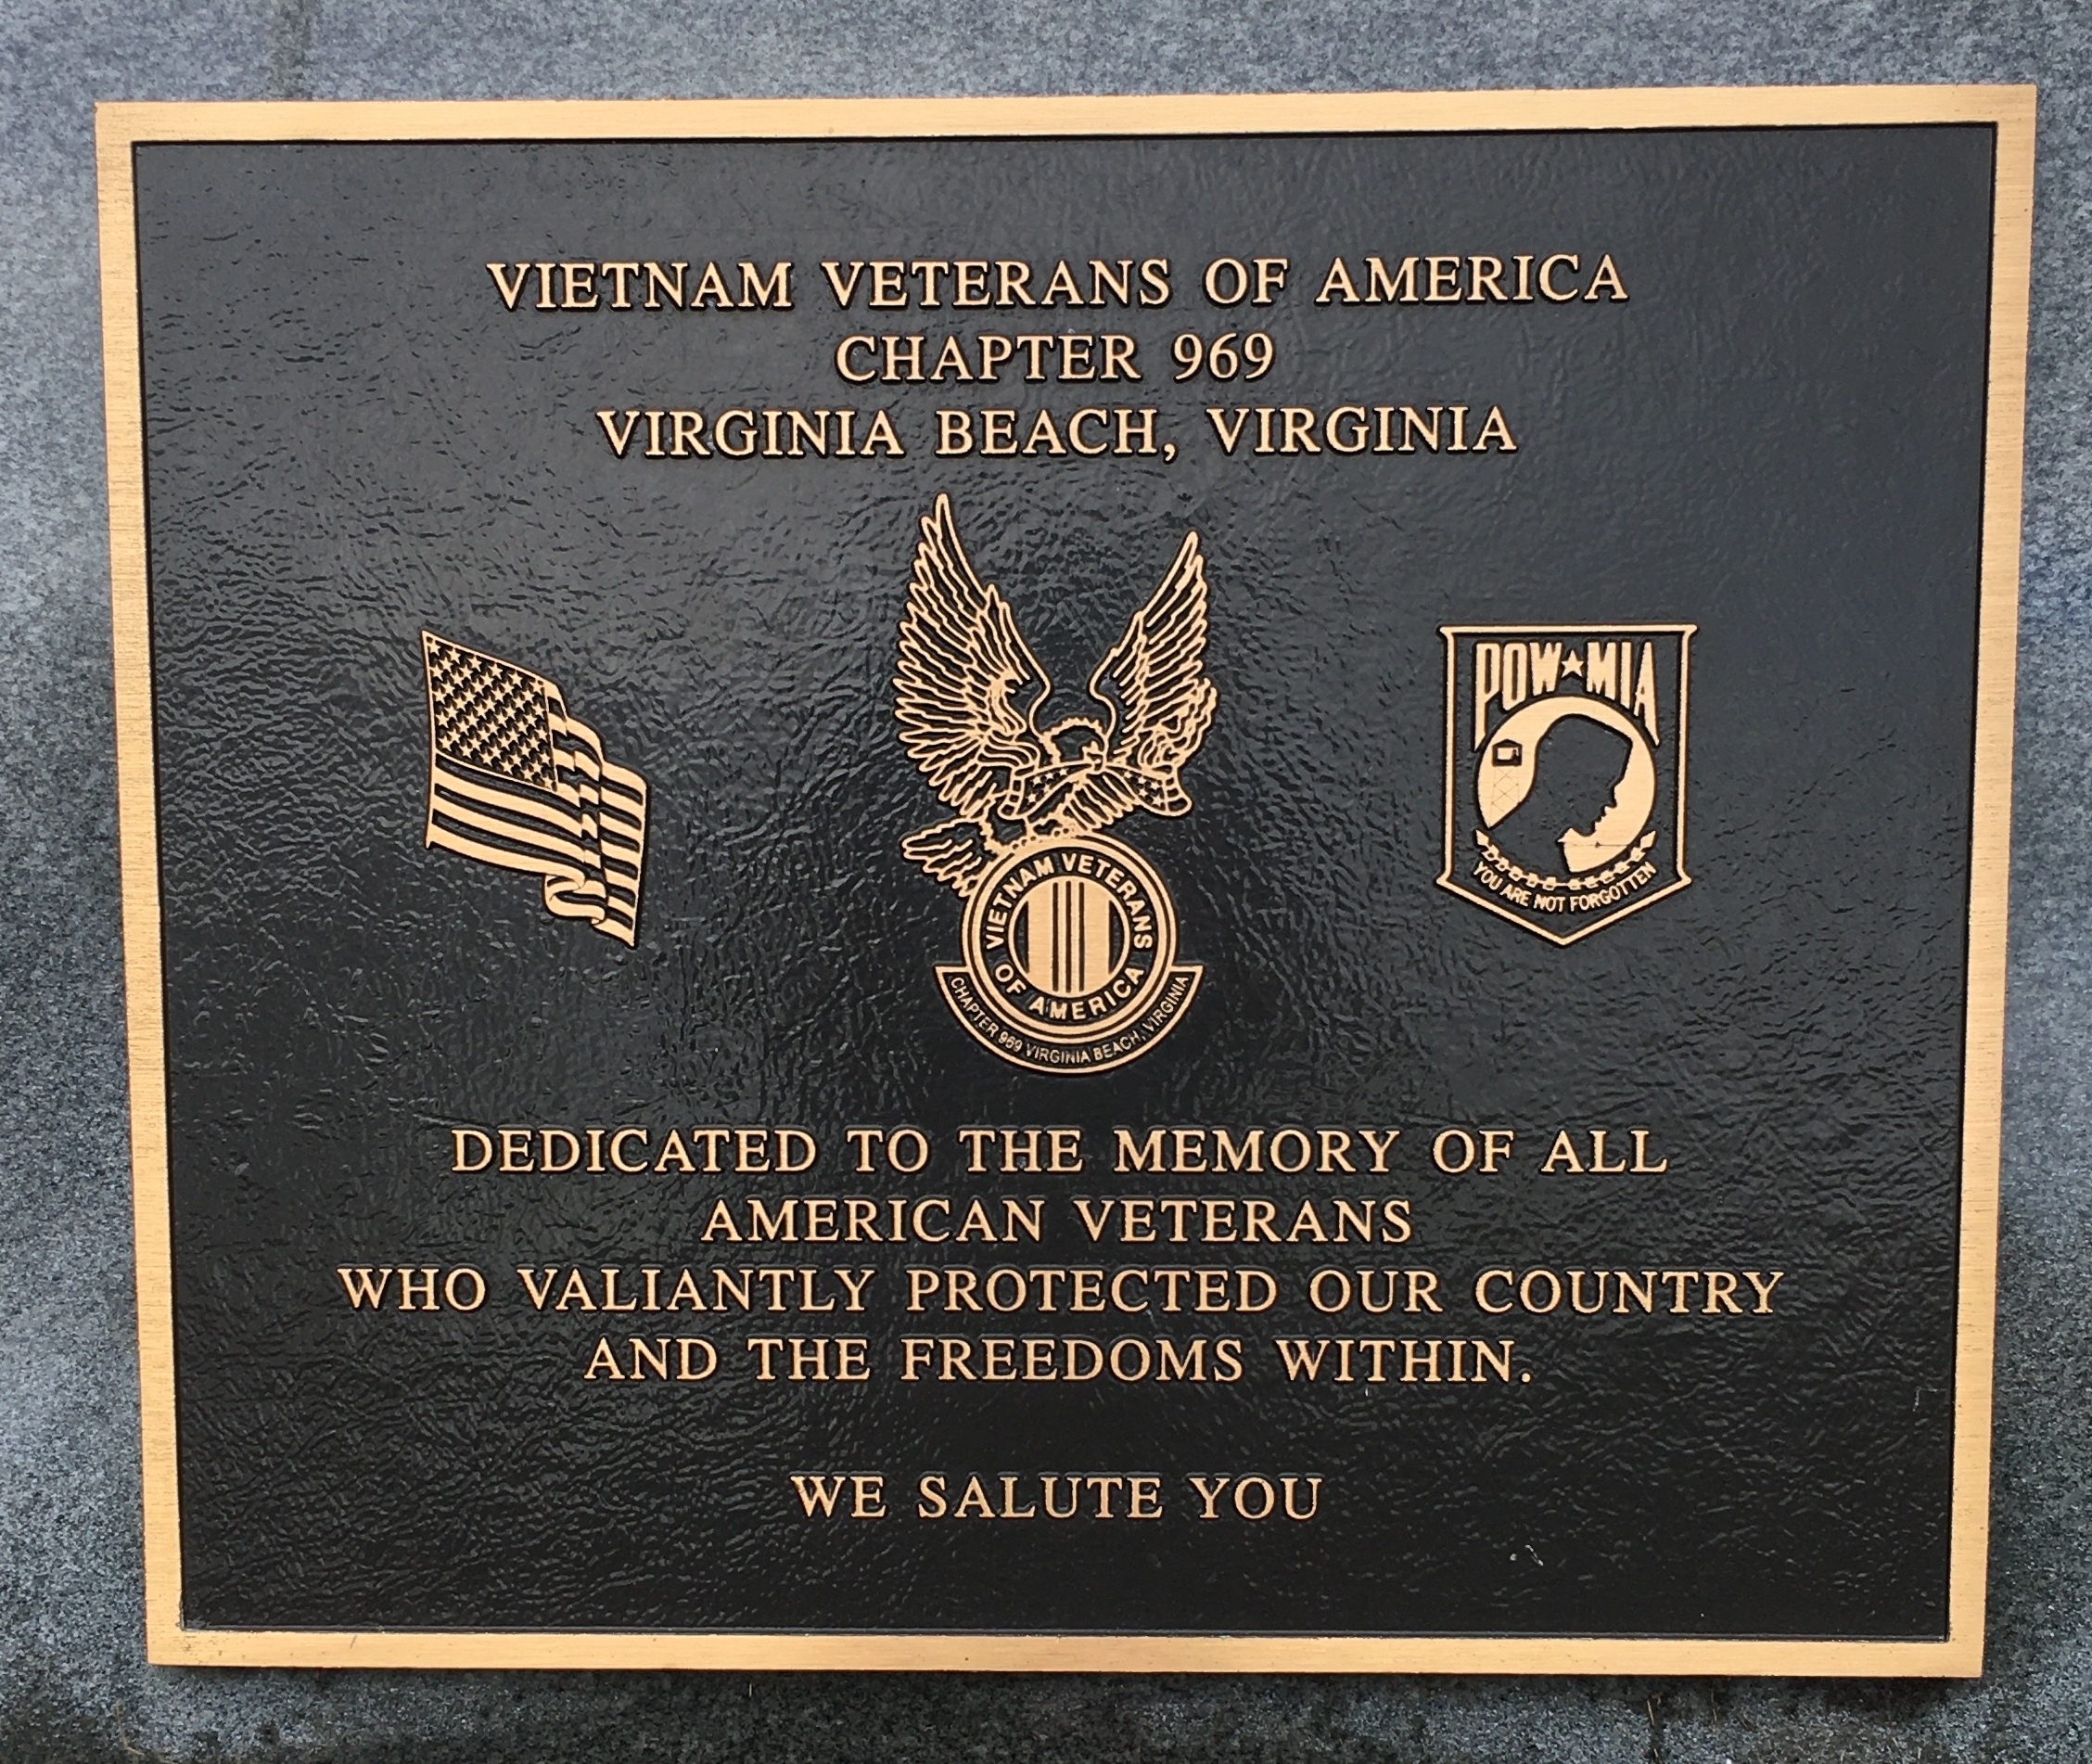 VIETNAM VETERANS OF AMERICA
CHAPTER 969
VIRGINIA BEACH, VIRGINIA
POW★MIA
YOU ARE NOT FORGOTTEN
VIETNAM VETERANS
OF AMERICA
CHAPTER 969 VIRGINIA BEACH, VIRGINIA
DEDICATED TO THE MEMORY OF ALL
AMERICAN VETERANS
WHO VALIANTLY PROTECTED OUR COUNTRY
AND THE FREEDOMS WITHIN.
WE SALUTE YOU